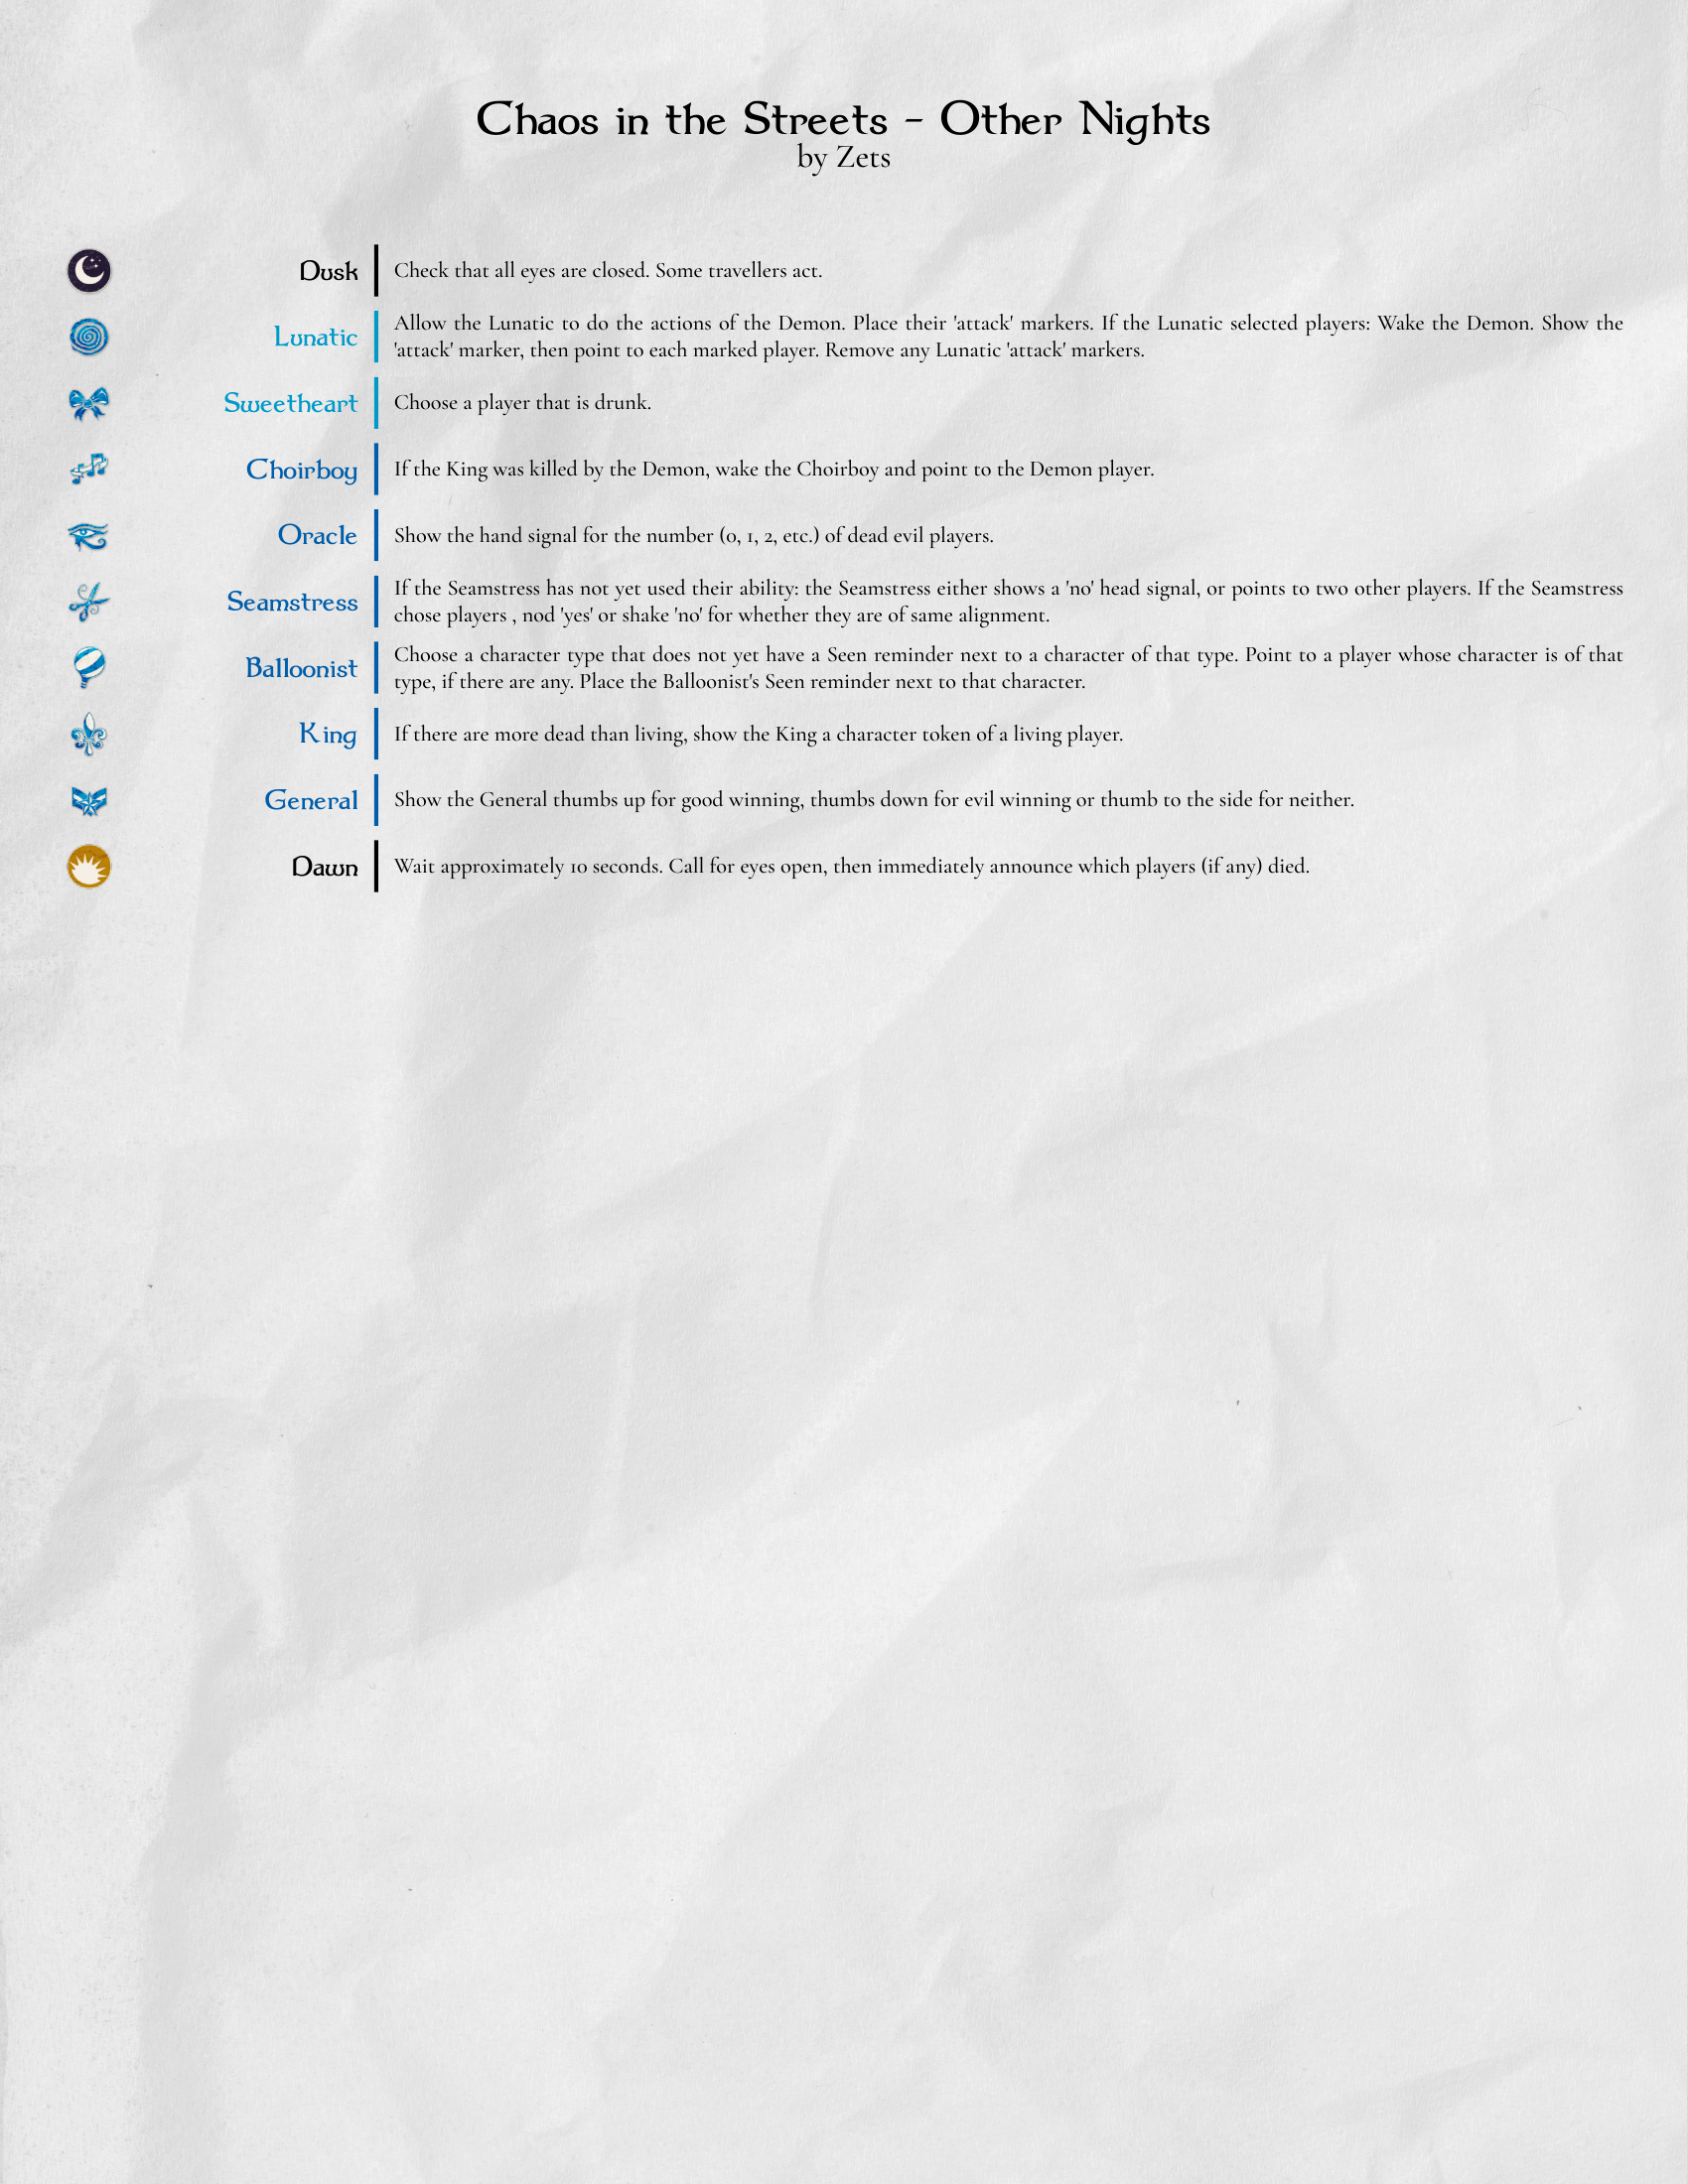 Chaos in the Streets - Other Nights
by Zets
Dusk
Check that all eyes are closed. Some travellers act.
Lunatic
Allow the Lunatic to do the actions of the Demon. Place their 'attack' markers. If the Lunatic selected players: Wake the Demon. Show the
'attack' marker, then point to each marked player. Remove any Lunatic 'attack' markers.
Sweetheart
Choose a player that is drunk.
Choirboy
If the King was killed by the Demon, wake the Choirboy and point to the Demon player.
Oracle
Show the hand signal for the number (0, 1, 2, etc.) of dead evil players.
Seamstress
If the Seamstress has not yet used their ability: the Seamstress either shows a 'no' head signal, or points to two other players. If the Seamstress
chose players , nod 'yes' or shake 'no' for whether they are of same alignment.
Balloonist
Choose a character type that does not yet have a Seen reminder next to a character of that type. Point to a player whose character is of that
type, if there are any. Place the Balloonist's Seen reminder next to that character.
King
If there are more dead than living, show the King a character token of a living player.
General
Show the General thumbs up for good winning, thumbs down for evil winning or thumb to the side for neither.
Dawn
Wait approximately 10 seconds. Call for eyes open, then immediately announce which players (if any) died.